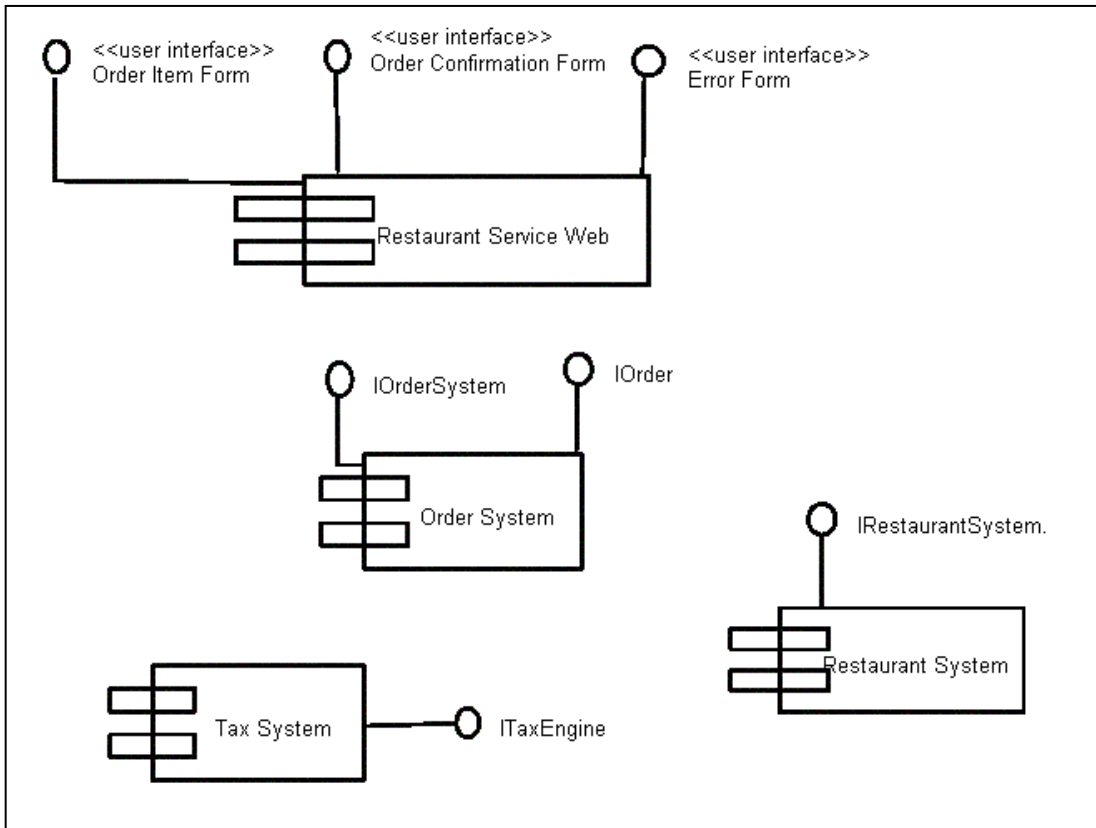 <<user interface>>
Order Item Form
<<user interface>>
Order Confirmation Form
<<user interface>>
Error Form
Restaurant Service Web
IOrderSystem
IOrder
Order System
IRestaurantSystem.
Restaurant System
Tax System
ITaxEngine